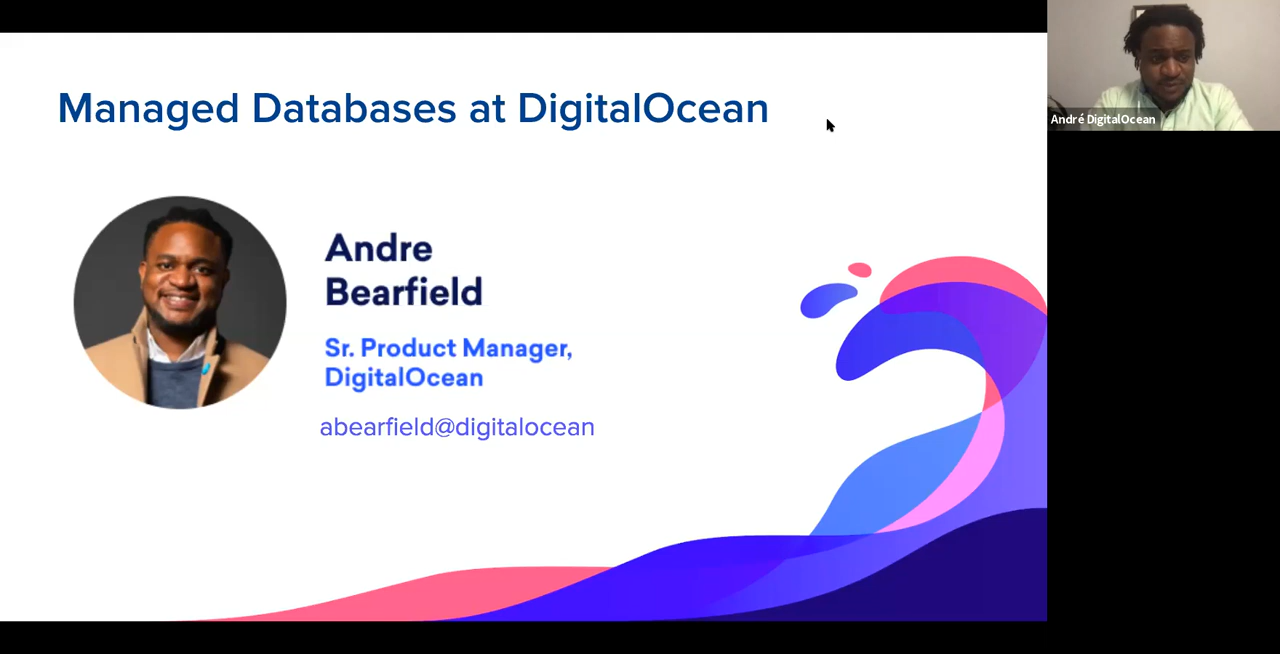 Managed Databases at DigitalOcean
André DigitalOcean
Andre
Bearfield
Sr. Product Manager,
DigitalOcean
abearfield@digitalocean